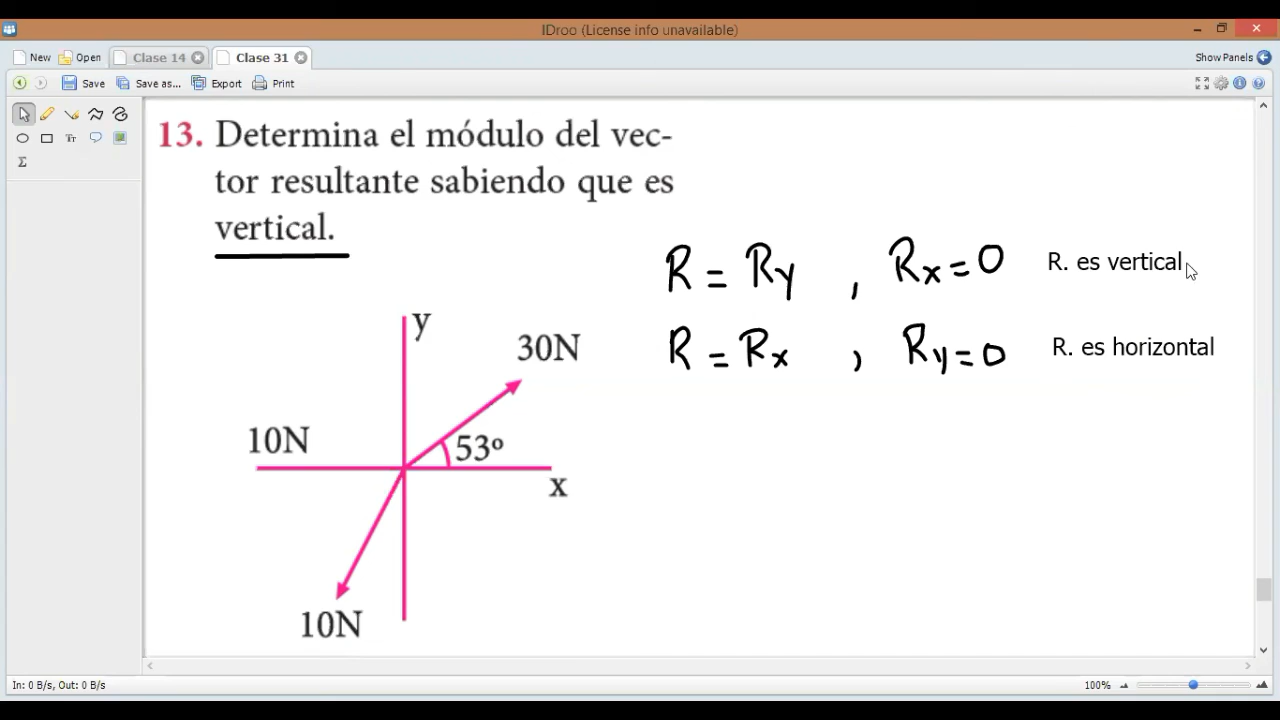 IDroo (License info unavailable)
New Open Clase 14 Clase 31 Show Panels
Save Save as... Export Print
13. Determina el módulo del vec-
tor resultante sabiendo que es
vertical.
R = Ry , Rx = 0 R. es vertical
R = Rx , Ry = 0 R. es horizontal
y
30N
10N
53º
x
10N
In: 0 B/s, Out: 0 B/s 100%